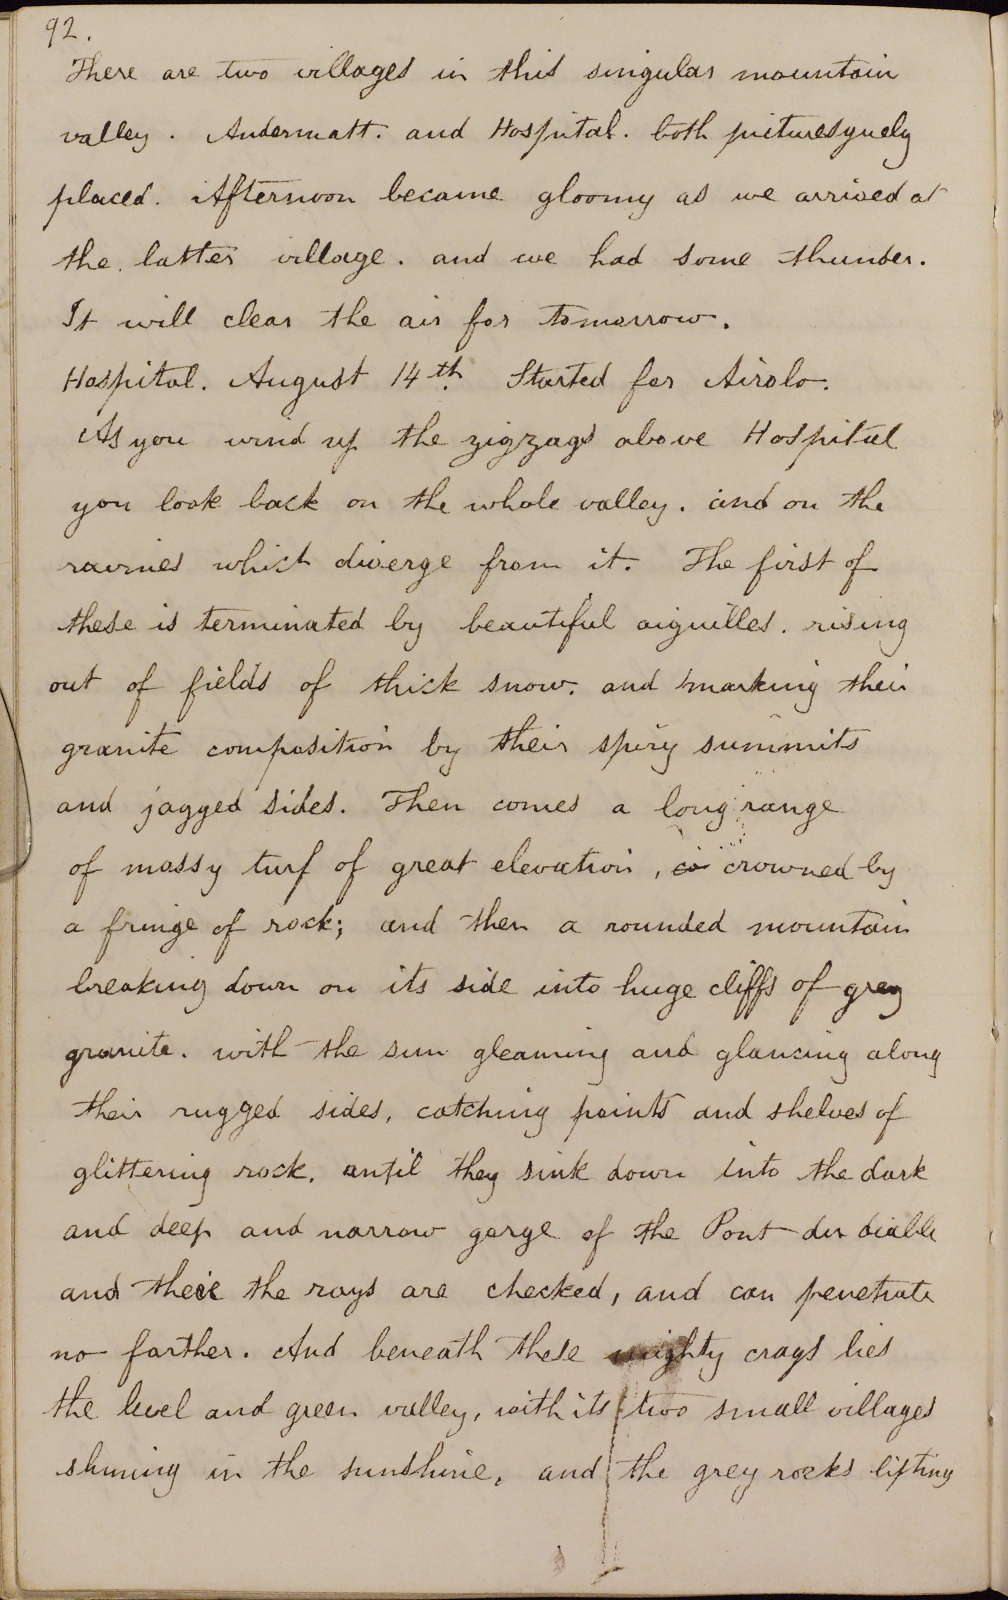 92.
There are two villages in this singular mountain
valley. Andermatt. and Hospital. both picturesquely
placed. Afternoon became gloomy as we arrived at
the latter village. and we had some thunder.
It will clear the air for tomorrow.
Hospital. August 14th. Started for Airolo.
As you wind up the zigzags above Hospital
you look back on the whole valley. and on the
ravines which diverge from it. The first of
these is terminated by beautiful aiguilles. rising
out of fields of thick snow. and marking their
granite composition by their spiry summits
and jagged sides. Then comes a long range
of mossy turf of great elevation, crowned by
a fringe of rock; and then a rounded mountain
breaking down on its side into huge cliffs of grey
granite. with the sun gleaming and glancing along
their rugged sides, catching points and shelves of
glittering rock. until they sink down into the dark
and deep and narrow gorge of the Pont du diable
and there the rays are checked, and can penetrate
no farther. And beneath these mighty crags lies
the level and green valley, with its two small villages
shining in the sunshine, and the grey rocks lifting